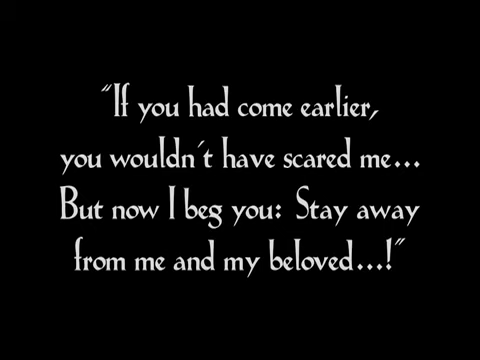 "If you had come earlier,
you wouldn't have scared me...
But now I beg you: Stay away
from me and my beloved...!"